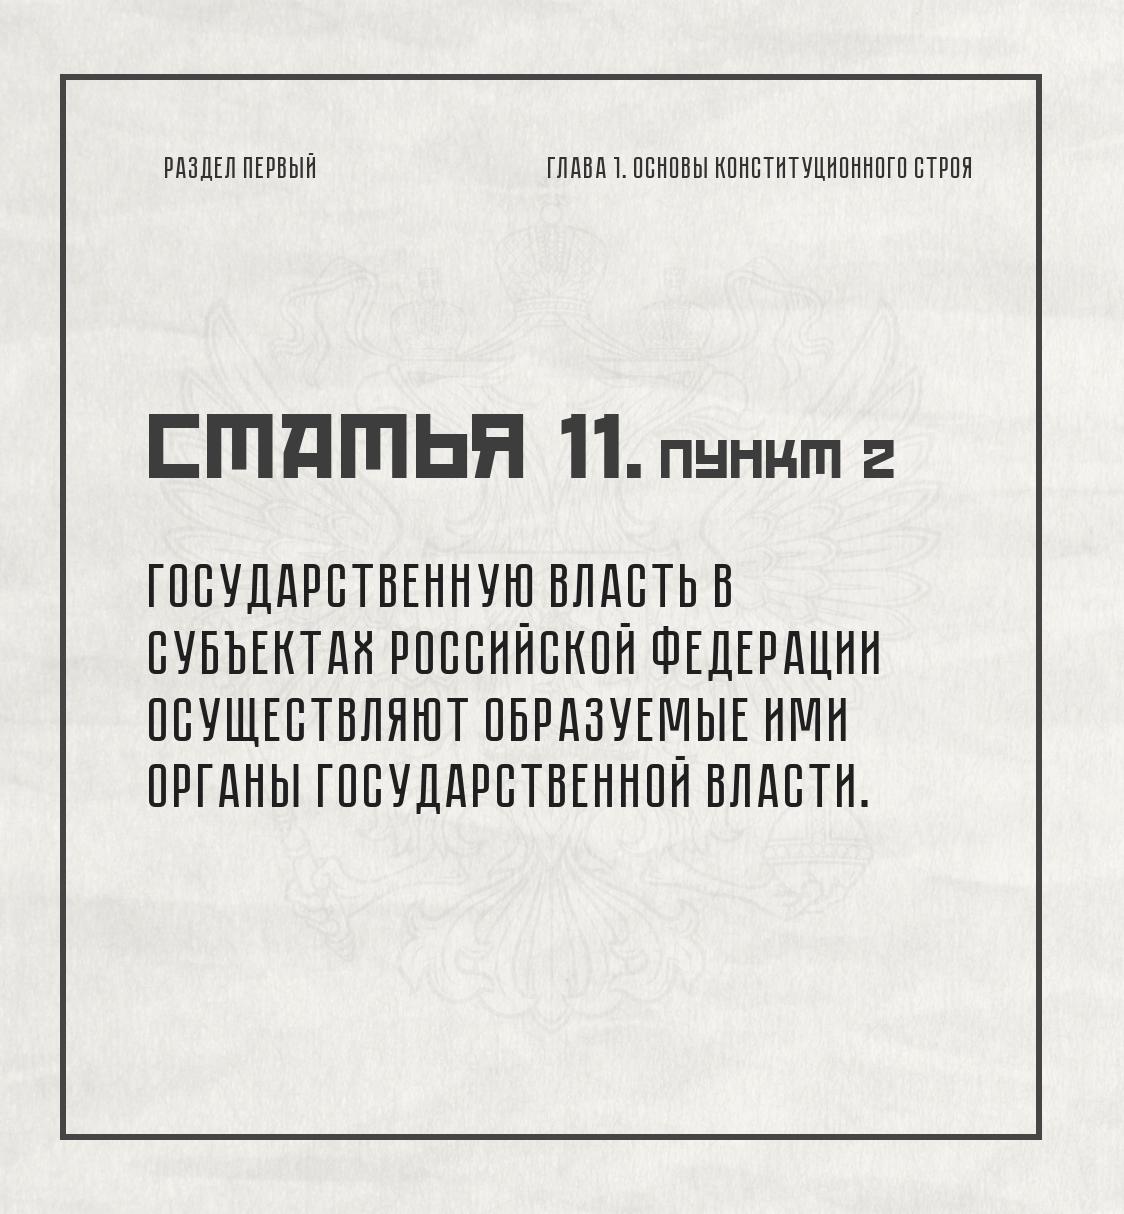 РАЗДЕЛ ПЕРВЫЙ
ГЛАВА 1. ОСНОВЫ КОНСТИТУЦИОННОГО СТРОЯ
СТАТЬЯ 11. ПУНКТ 2
ГОСУДАРСТВЕННУЮ ВЛАСТЬ В
СУБЪЕКТАХ РОССИЙСКОЙ ФЕДЕРАЦИИ
ОСУЩЕСТВЛЯЮТ ОБРАЗУЕМЫЕ ИМИ
ОРГАНЫ ГОСУДАРСТВЕННОЙ ВЛАСТИ.